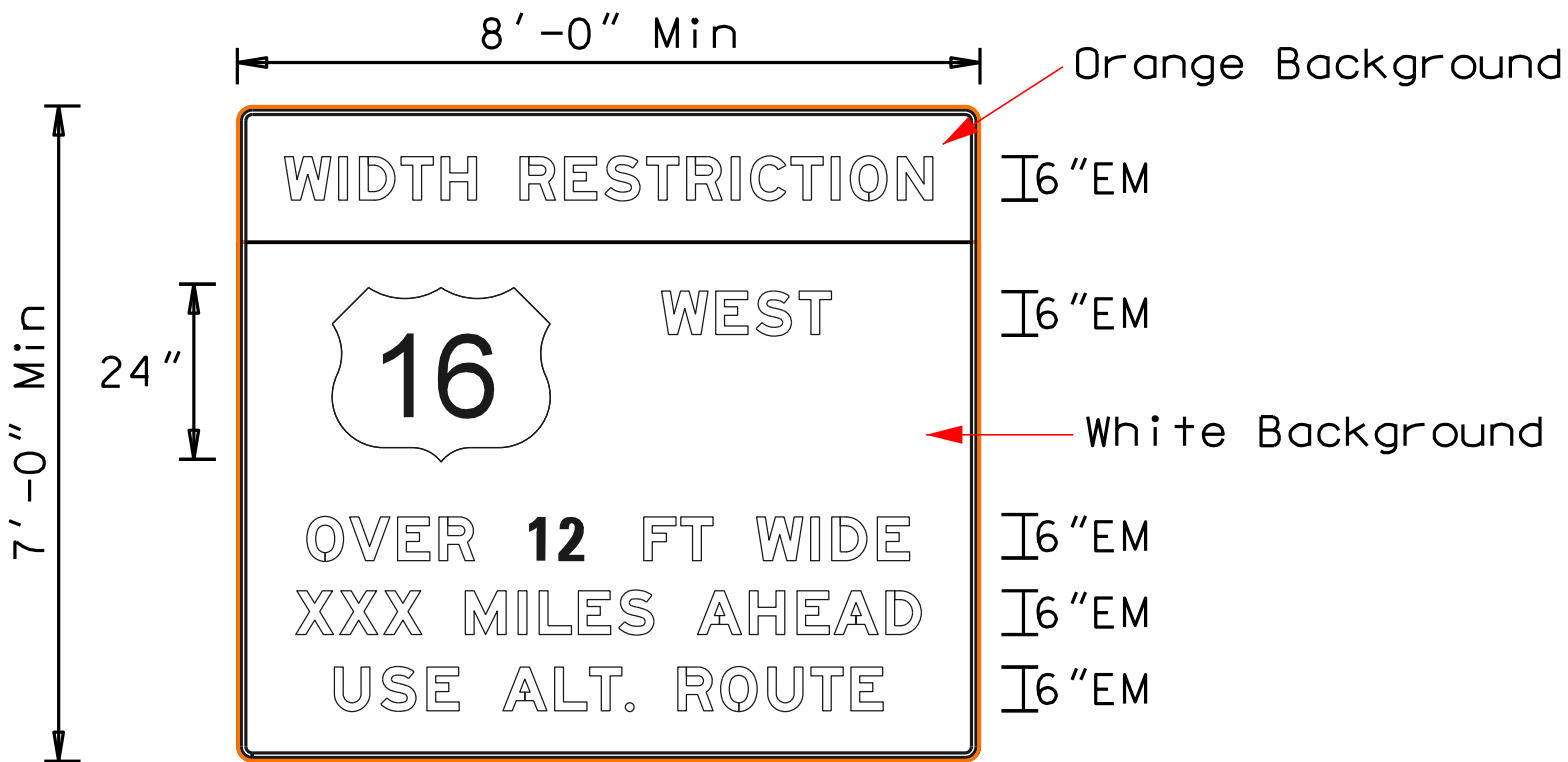 8'-0" Min
Orange Background
WIDTH RESTRICTION
6"EM
WEST
6"EM
16
24"
7'-0" Min
White Background
OVER 12 FT WIDE
6"EM
XXX MILES AHEAD
6"EM
USE ALT. ROUTE
6"EM